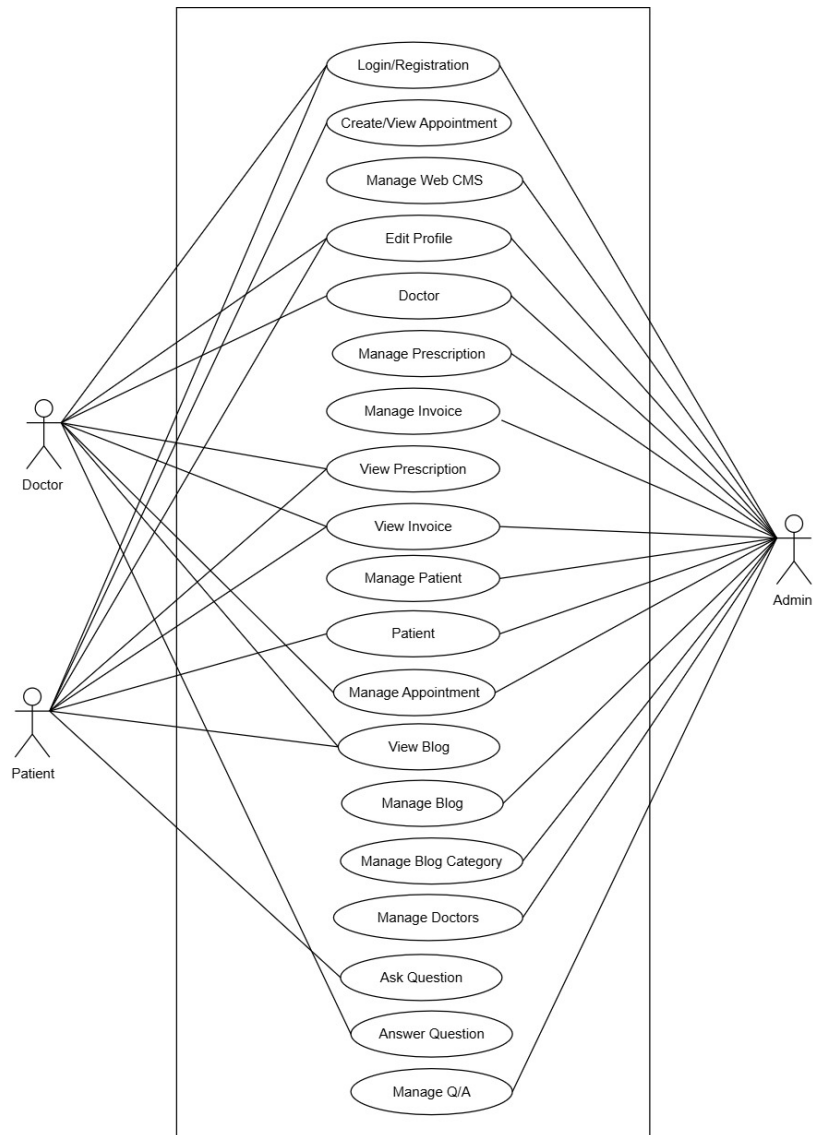 Login/Registration
Create/View Appointment
Manage Web CMS
Edit Profile
Doctor
Manage Prescription
Manage Invoice
View Prescription
Doctor
View Invoice
Manage Patient
Admin
Patient
Manage Appointment
View Blog
Patient
Manage Blog
Manage Blog Category
Manage Doctors
Ask Question
Answer Question
Manage Q/A